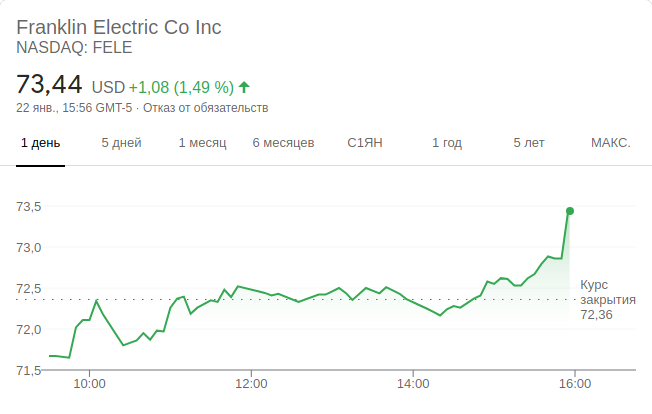 Franklin Electric Co Inc
NASDAQ: FELE
73,44 USD +1,08 (1,49 %)
22 янв., 15:56 GMT-5 · Отказ от обязательств
1 день 5 дней 1 месяц 6 месяцев С1ЯН 1 год 5 лет МАКС.
73,5
73,0
72,5
Курс
закрытия
72,36
72,0
71,5
10:00 12:00 14:00 16:00